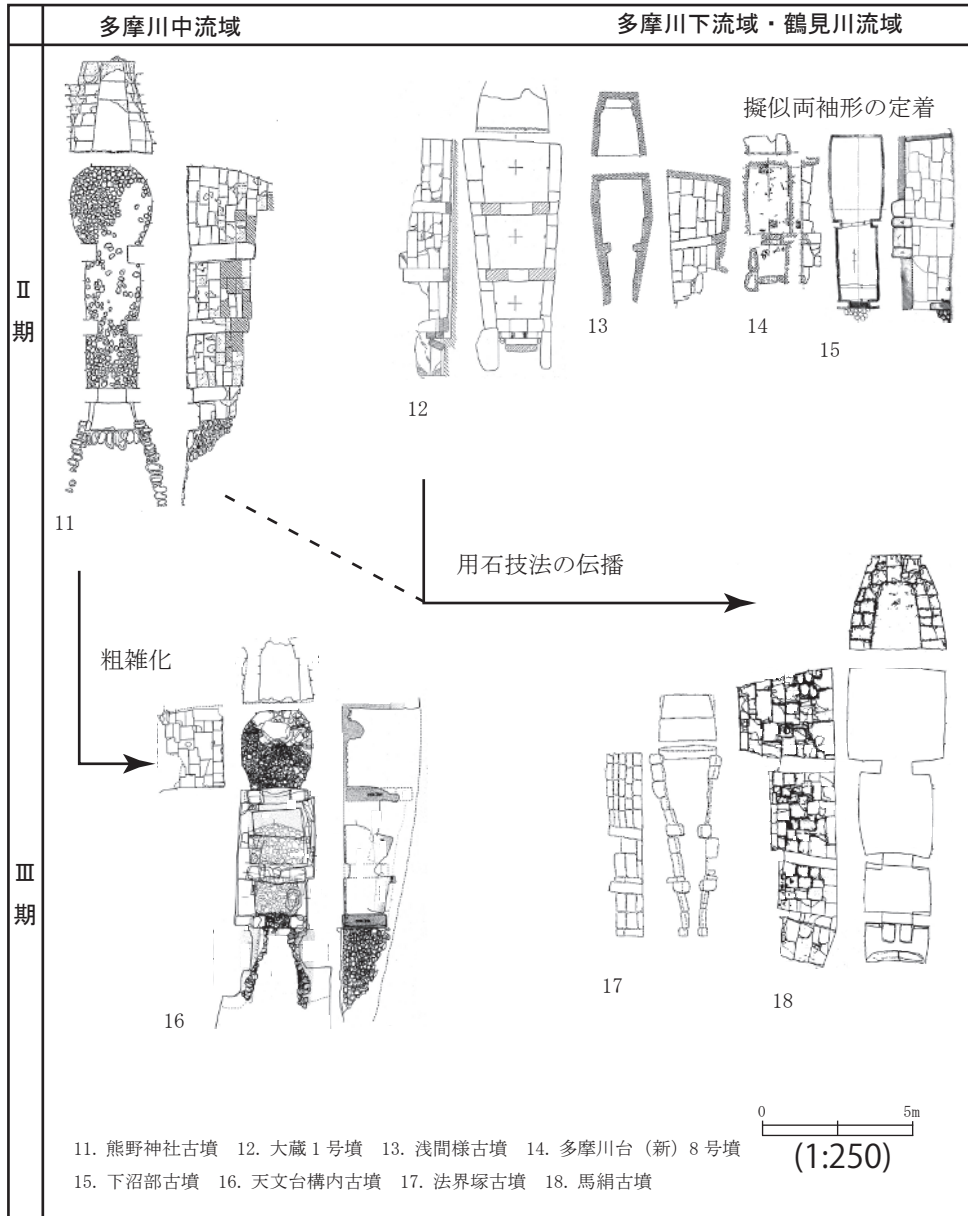 多摩川中流域
多摩川下流域・鶴見川流域
Ⅱ期
擬似両袖形の定着
11
12
13
14
15
用石技法の伝播
粗雑化
Ⅲ期
16
17
18
0 5m
(1:250)
11. 熊野神社古墳 12. 大蔵1号墳 13. 浅間様古墳 14. 多摩川台(新)8号墳
15. 下沼部古墳 16. 天文台構内古墳 17. 法界塚古墳 18. 馬絹古墳